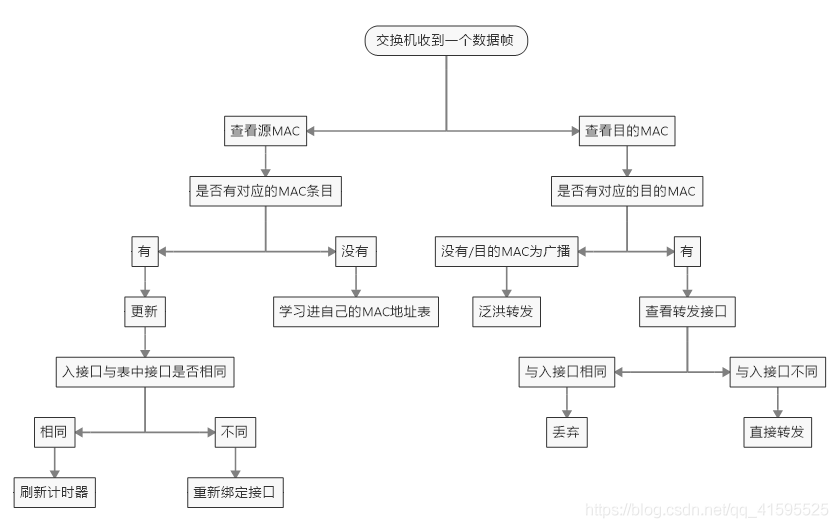 交换机收到一个数据帧
查看源MAC
查看目的MAC
是否有对应的MAC条目
是否有对应的目的MAC
有
没有
没有/目的MAC为广播
有
更新
学习进自己的MAC地址表
泛洪转发
查看转发接口
入接口与表中接口是否相同
与入接口相同
与入接口不同
相同
不同
丢弃
直接转发
刷新计时器
重新绑定接口
https://blog.csdn.net/qq_41595525